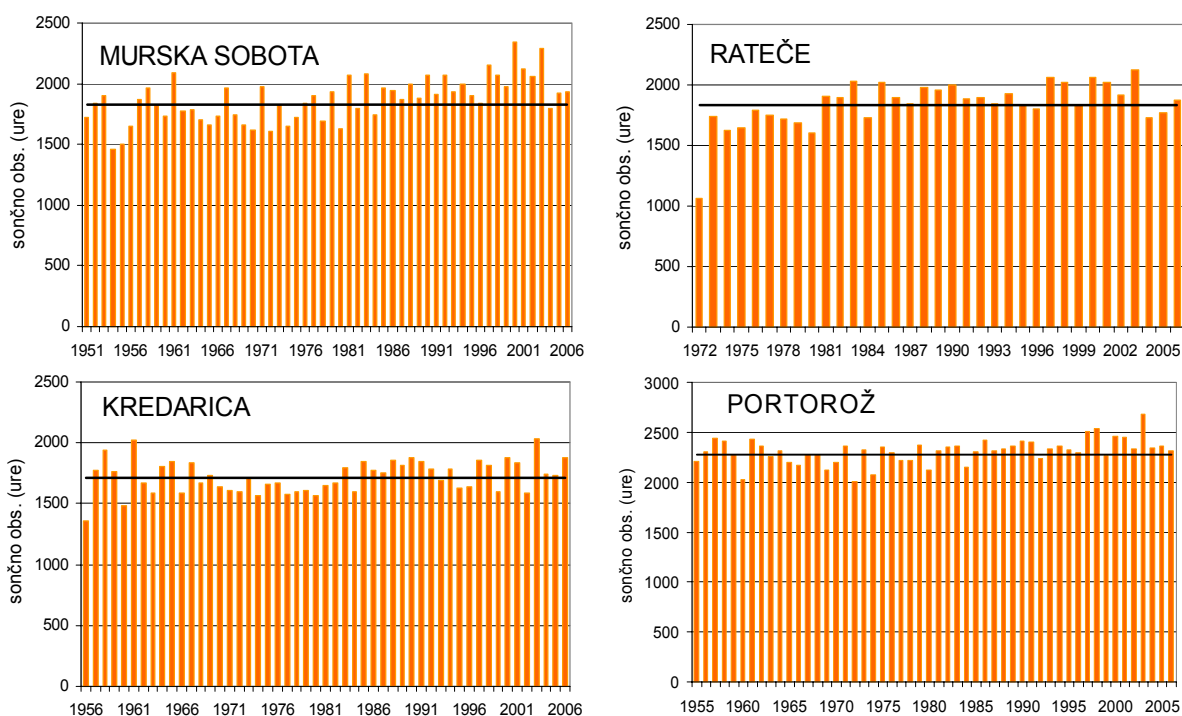 MURSKA SOBOTA
sončno obs. (ure)
2500
2000
1500
1000
500
0
1951 1956 1961 1966 1971 1976 1981 1986 1991 1996 2001 2006
RATEČE
sončno obs. (ure)
2500
2000
1500
1000
500
0
1972 1975 1978 1981 1984 1987 1990 1993 1996 1999 2002 2005
KREDARICA
sončno obs. (ure)
2500
2000
1500
1000
500
0
1956 1961 1966 1971 1976 1981 1986 1991 1996 2001 2006
PORTOROŽ
sončno obs. (ure)
3000
2500
2000
1500
1000
500
0
1955 1960 1965 1970 1975 1980 1985 1990 1995 2000 2005